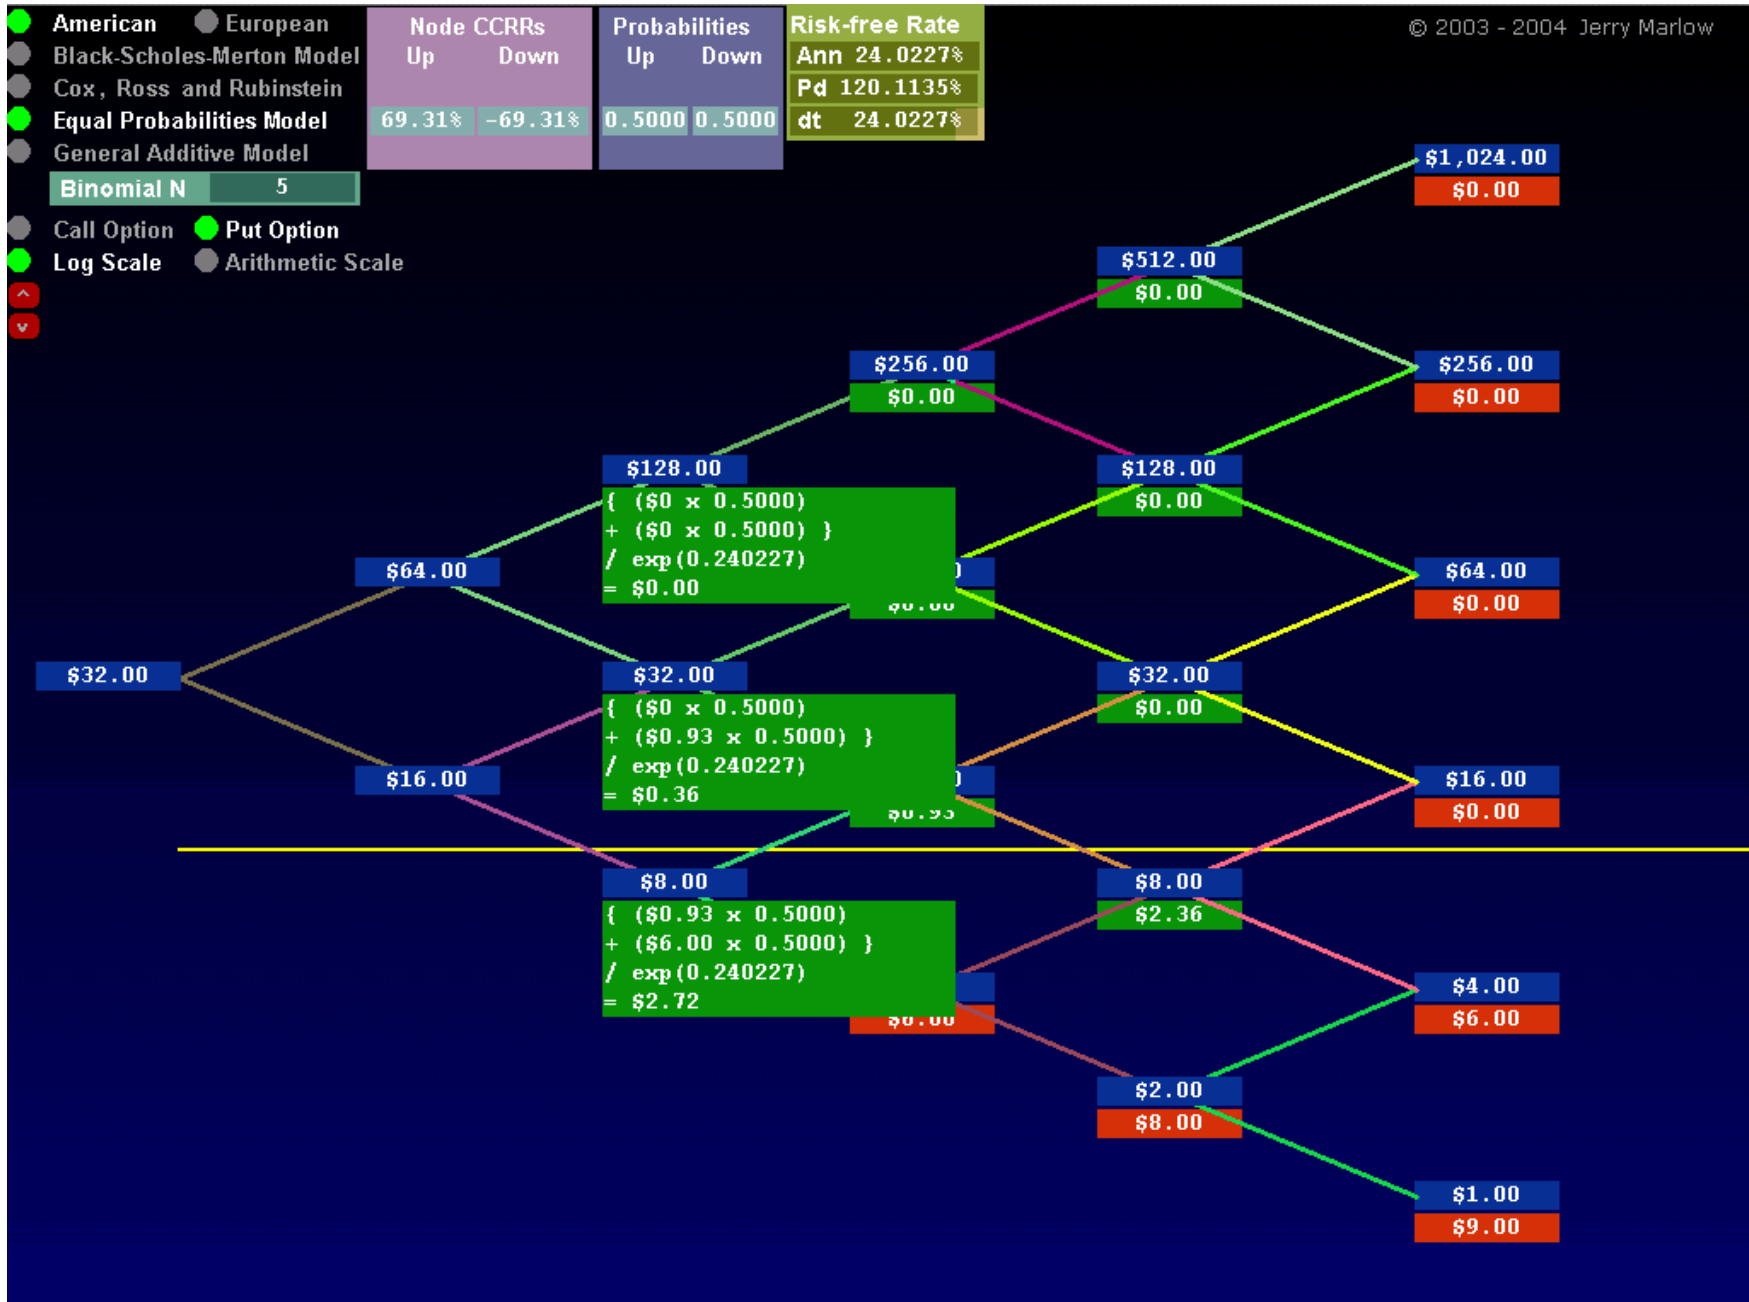 American European
Black-Scholes-Merton Model
Cox, Ross and Rubinstein
Equal Probabilities Model
General Additive Model
Binomial N 5
Call Option Put Option
Log Scale Arithmetic Scale
^
v
Node CCRRs
Up Down
69.31% -69.31%
Probabilities
Up Down
0.5000 0.5000
Risk-free Rate
Ann 24.0227%
Pd 120.1135%
dt 24.0227%
© 2003 - 2004 Jerry Marlow
$32.00
$64.00
$16.00
$128.00
{ ($0 x 0.5000)
+ ($0 x 0.5000) }
/ exp(0.240227)
= $0.00
$32.00
{ ($0 x 0.5000)
+ ($0.93 x 0.5000) }
/ exp(0.240227)
= $0.36
$8.00
{ ($0.93 x 0.5000)
+ ($6.00 x 0.5000) }
/ exp(0.240227)
= $2.72
$256.00
$0.00
$0.00
$0.93
$6.00
$512.00
$0.00
$128.00
$0.00
$32.00
$0.00
$8.00
$2.36
$2.00
$8.00
$1,024.00
$0.00
$256.00
$0.00
$64.00
$0.00
$16.00
$0.00
$4.00
$6.00
$1.00
$9.00